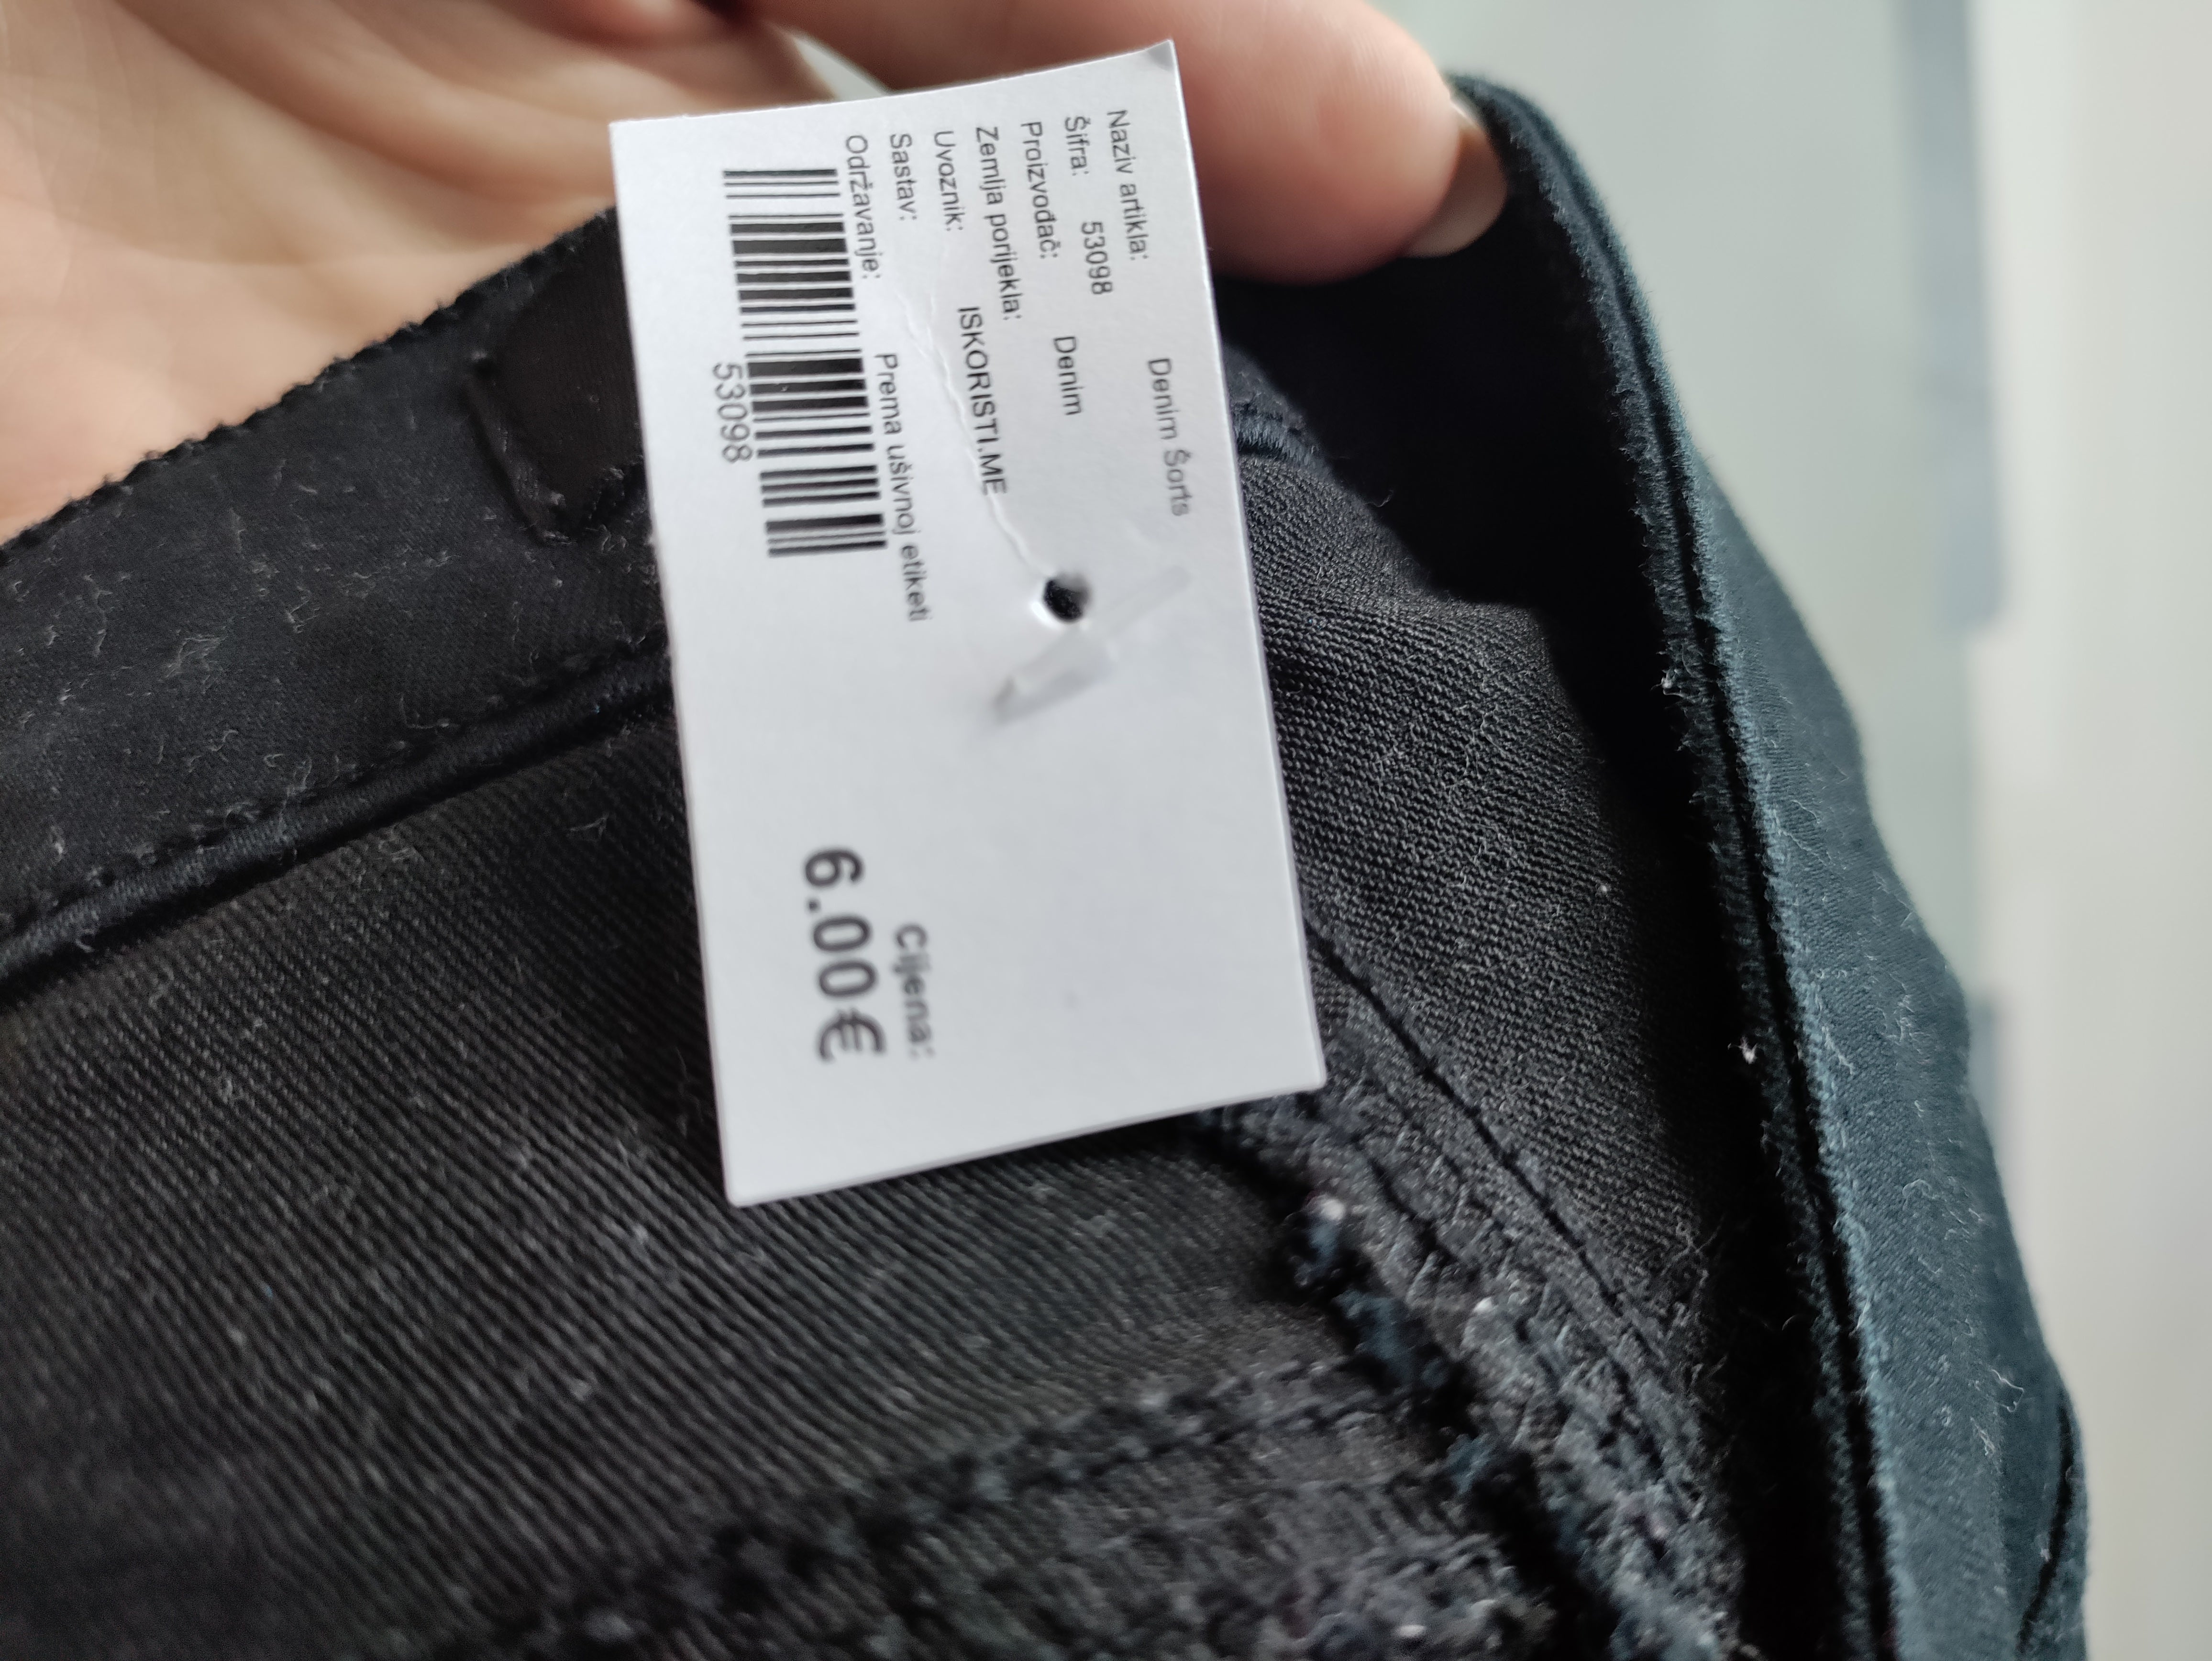 Naziv artikla: Denim Šorts
Šifra: 53098
Proizvođač: Denim
Zemlja porijekla:
Uvoznik: ISKORISTI.ME
Sastav:
Održavanje: Prema ušivnoj etiketi
53098
Cijena:
6.00€